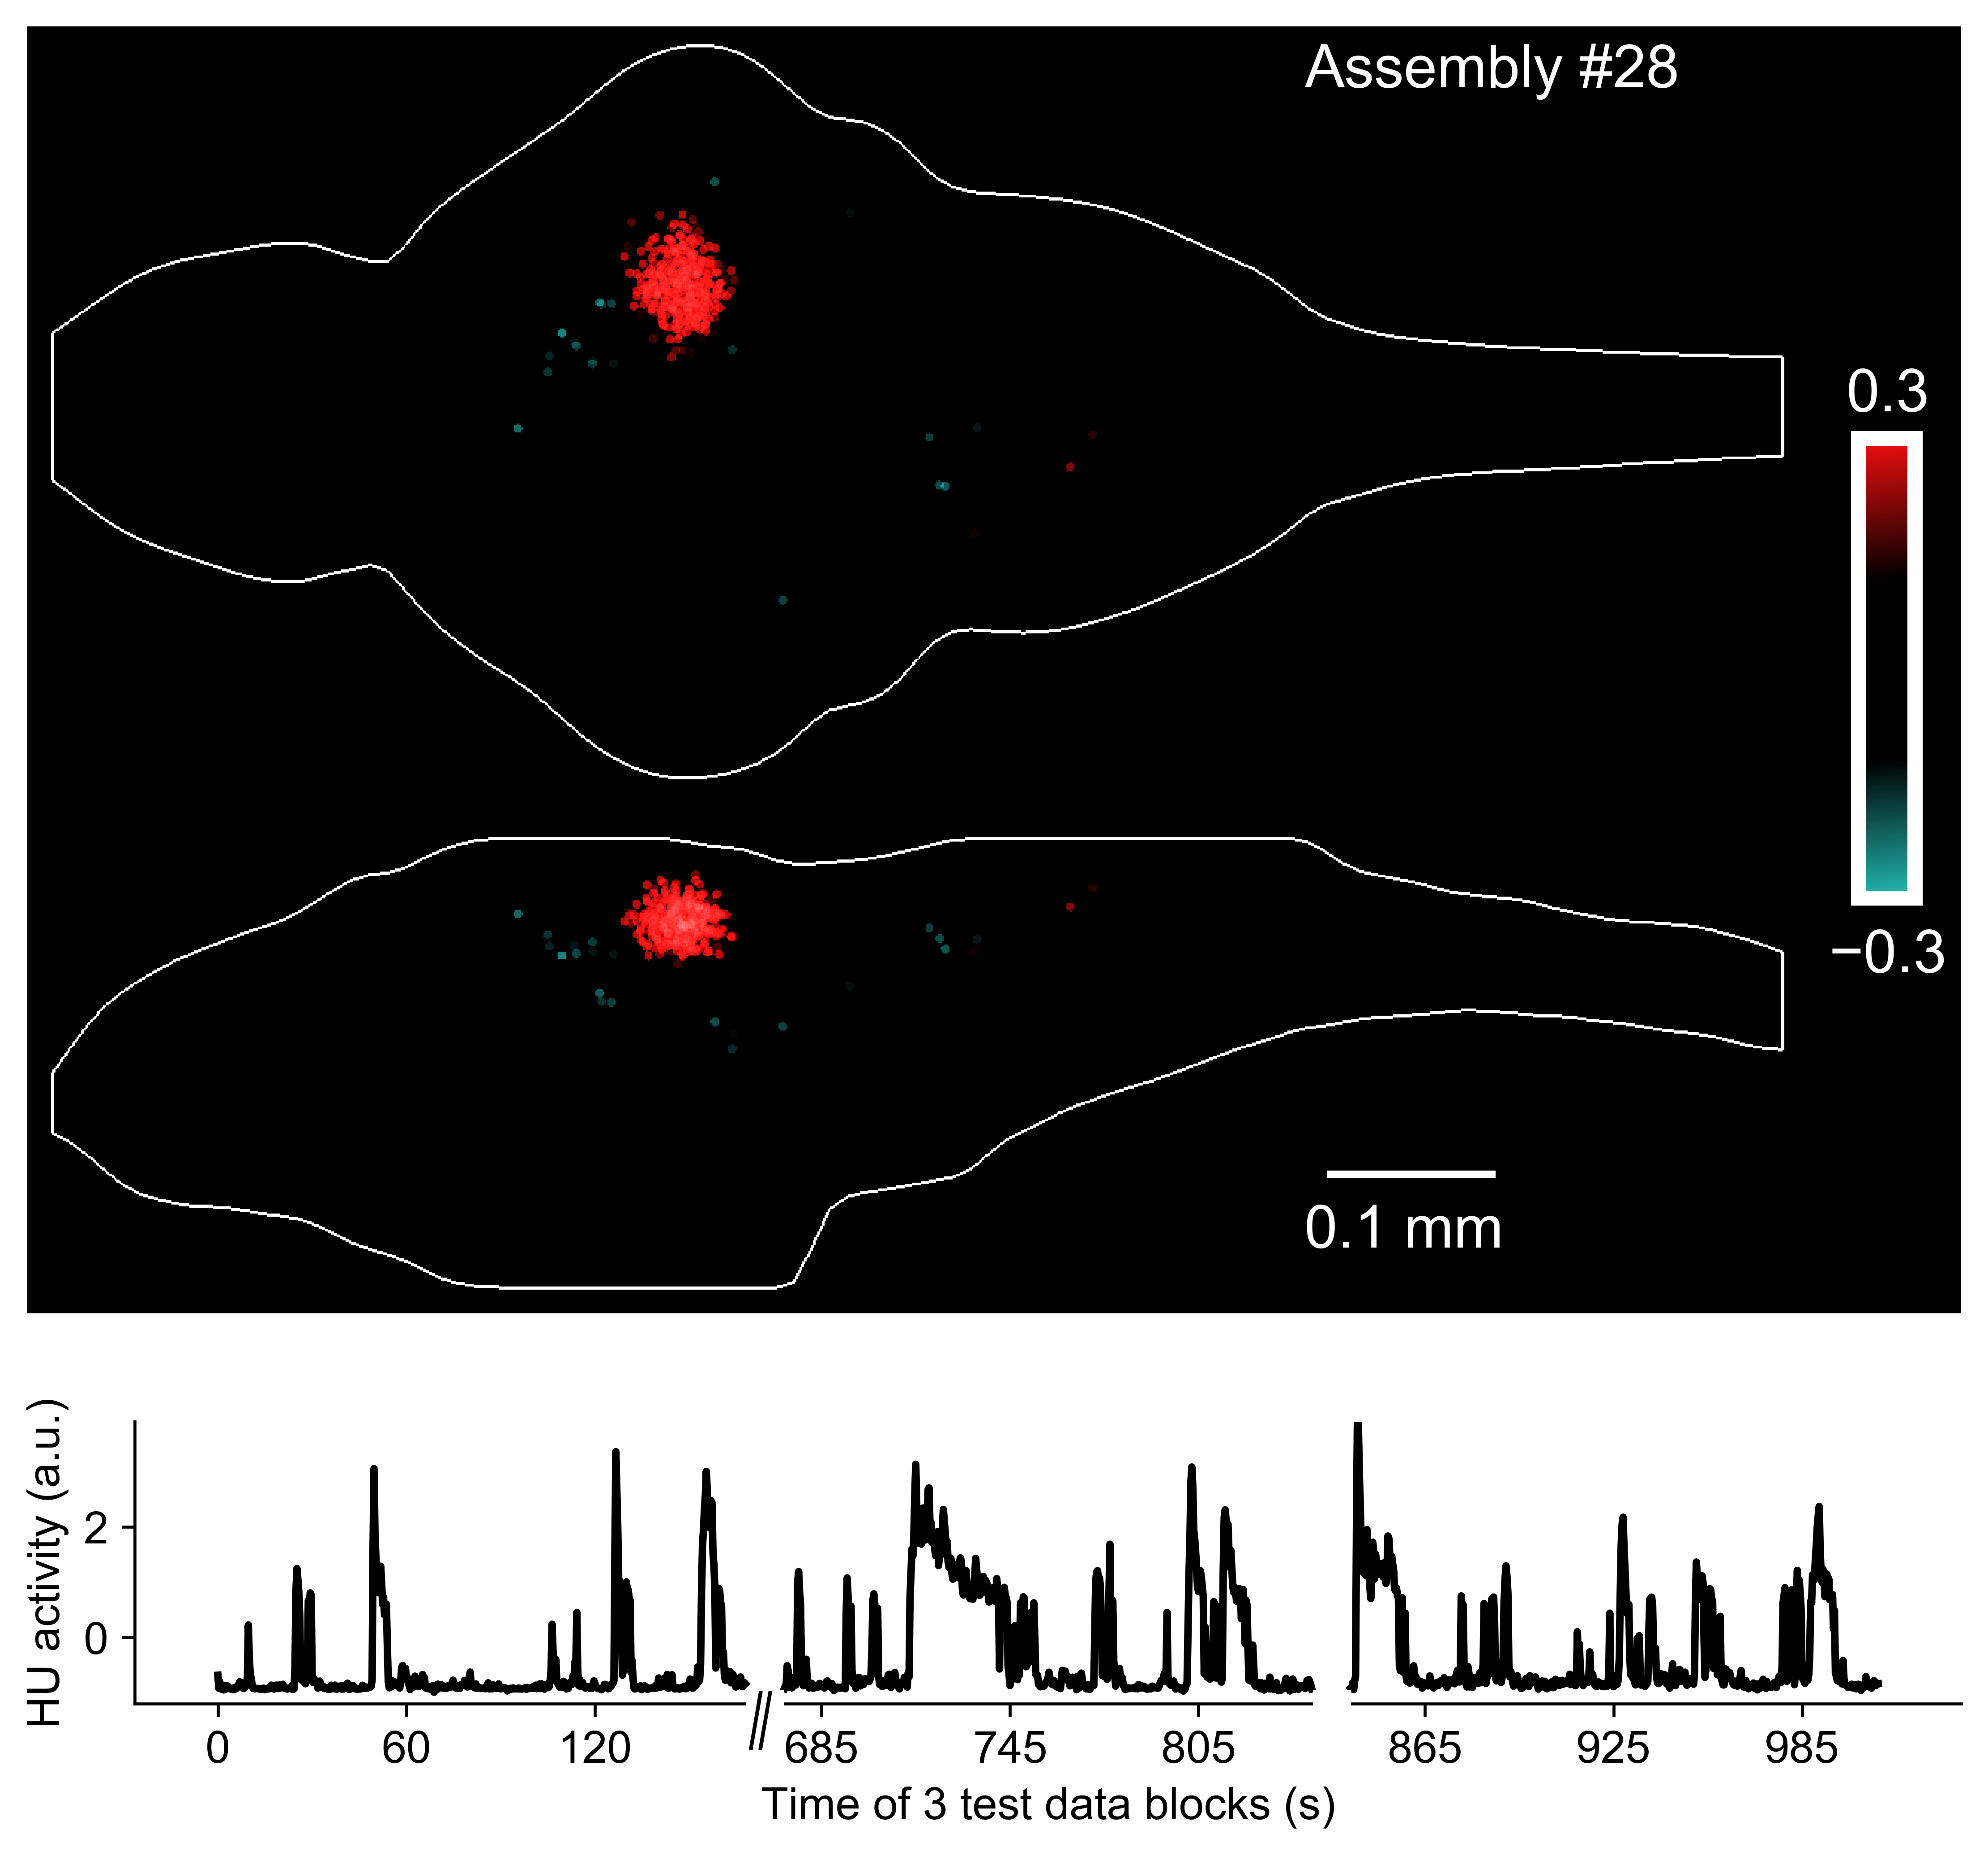 Assembly #28
0.3
−0.3
0.1 mm
HU activity (a.u.)
2
0
0 60 120 685 745 805 865 925 985
Time of 3 test data blocks (s)